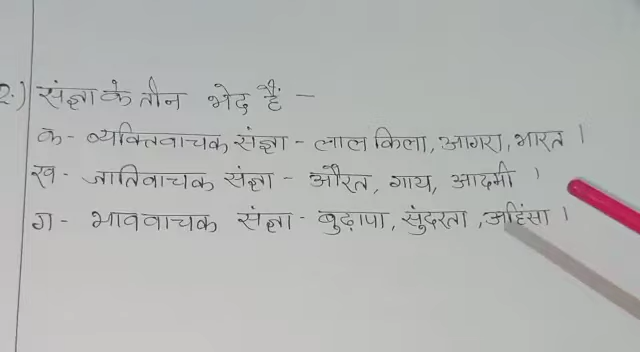 2.) संज्ञा के तीन भेद हैं —
क- व्यक्तिवाचक संज्ञा - लाल किला, आगरा, भारत ।
ख- जातिवाचक संज्ञा - औरत, गाय, आदमी ।
ग- भाववाचक संज्ञा - बुढ़ापा, सुंदरता, अहिंसा ।